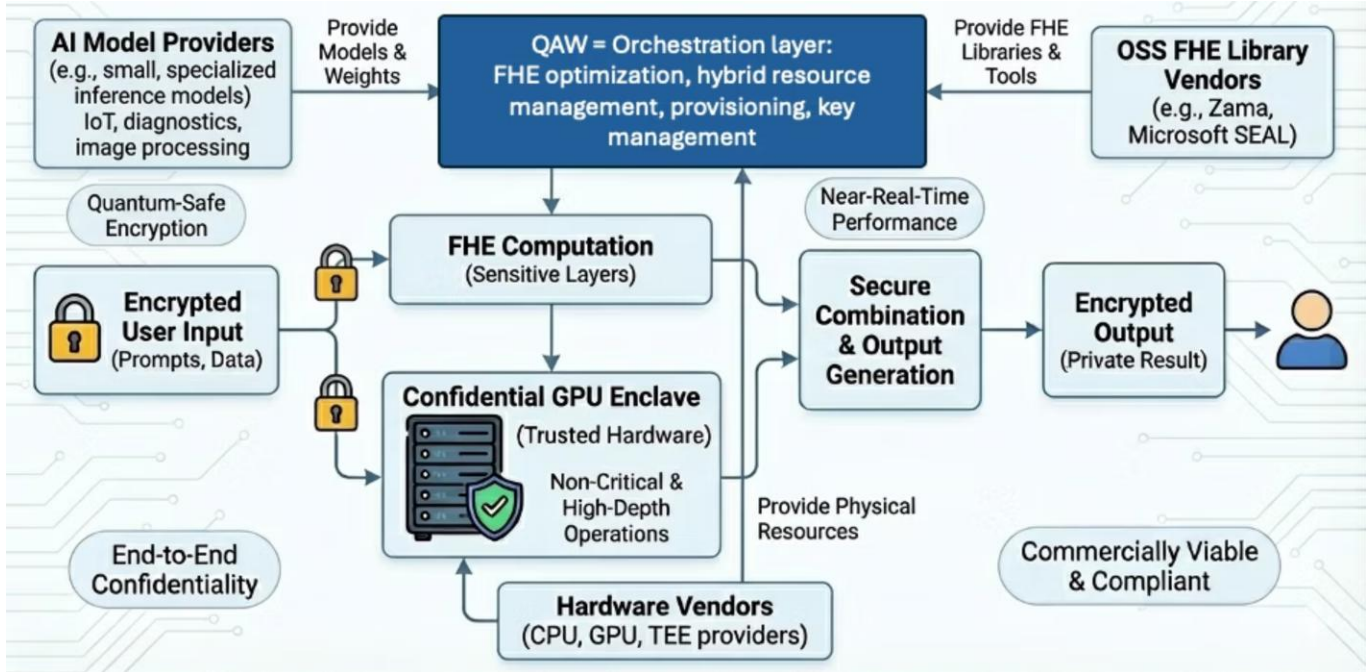 AI Model Providers
(e.g., small, specialized
inference models)
IoT, diagnostics,
image processing
Provide
Models &
Weights
QAW = Orchestration layer:
FHE optimization, hybrid resource
management, provisioning, key
management
Provide FHE
Libraries &
Tools
OSS FHE Library
Vendors
(e.g., Zama,
Microsoft SEAL)
Quantum-Safe
Encryption
Near-Real-Time
Performance
FHE Computation
(Sensitive Layers)
Encrypted
User Input
(Prompts, Data)
Secure
Combination
& Output
Generation
Encrypted
Output
(Private Result)
Confidential GPU Enclave
(Trusted Hardware)
Non-Critical &
High-Depth
Operations
Provide Physical
Resources
End-to-End
Confidentiality
Commercially Viable
& Compliant
Hardware Vendors
(CPU, GPU, TEE providers)